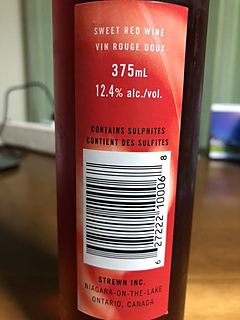 SWEET RED WINE
VIN ROUGE DOUX
375mL
12.4% alc./vol.
CONTAINS SULPHITES
CONTIENT DES SULFITES
6 27222 10006 8
STREWN INC.
NIAGARA-ON-THE-LAKE
ONTARIO, CANADA